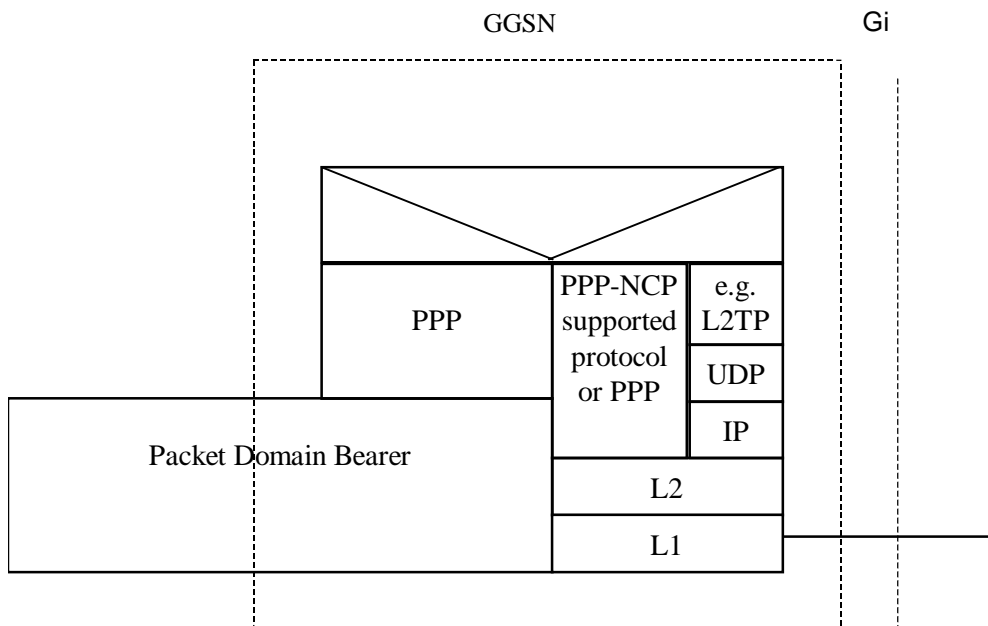 GGSN
Gi
PPP
PPP-NCP
supported
protocol
or PPP
e.g.
L2TP
UDP
IP
Packet Domain Bearer
L2
L1